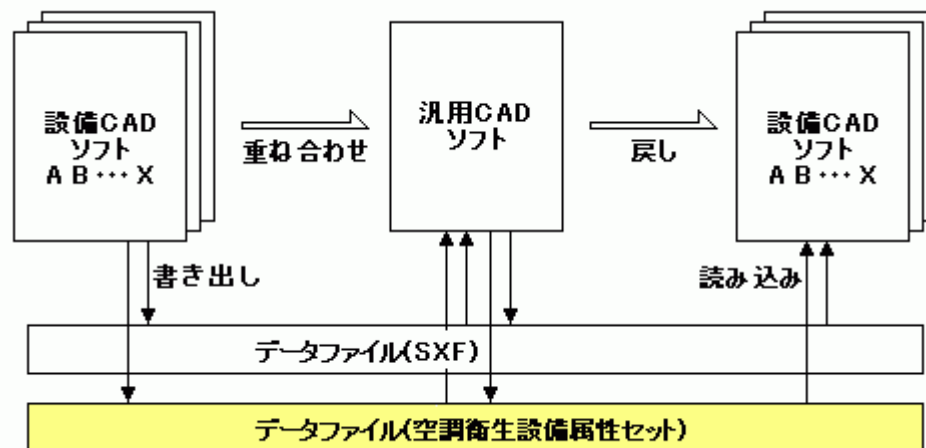 設備CAD
ソフト
A B ・・・ X
重ね合わせ
汎用CAD
ソフト
戻し
設備CAD
ソフト
A B ・・・ X
書き出し
読み込み
データファイル(SXF)
データファイル(空調衛生設備属性セット)